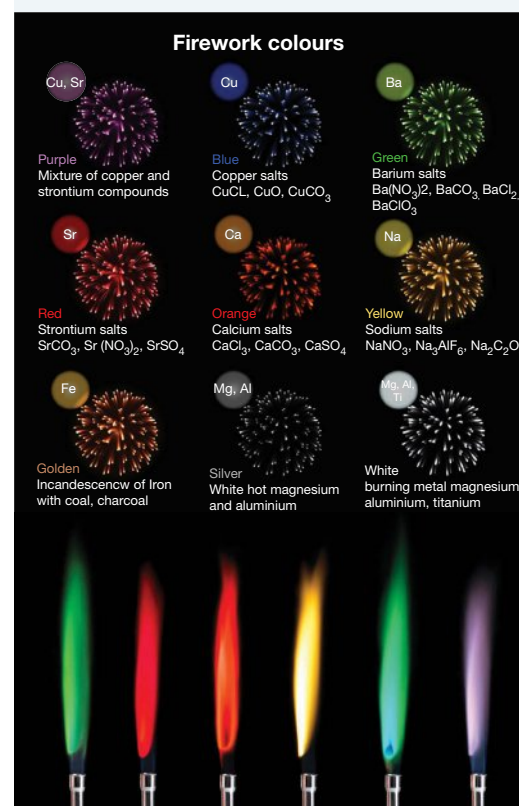 Firework colours
Cu, Sr
Purple
Mixture of copper and
strontium compounds
Cu
Blue
Copper salts
CuCL, CuO, CuCO3
Ba
Green
Barium salts
Ba(NO3)2, BaCO3, BaCl2,
BaClO3
Sr
Red
Strontium salts
SrCO3, Sr (NO3)2, SrSO4
Ca
Orange
Calcium salts
CaCl3, CaCO3, CaSO4
Na
Yellow
Sodium salts
NaNO3, Na3AlF6, Na2C2O
Fe
Golden
Incandescencw of Iron
with coal, charcoal
Mg, Al
Silver
White hot magnesium
and aluminium
Mg, Al,
Ti
White
burning metal magnesium
aluminium, titanium